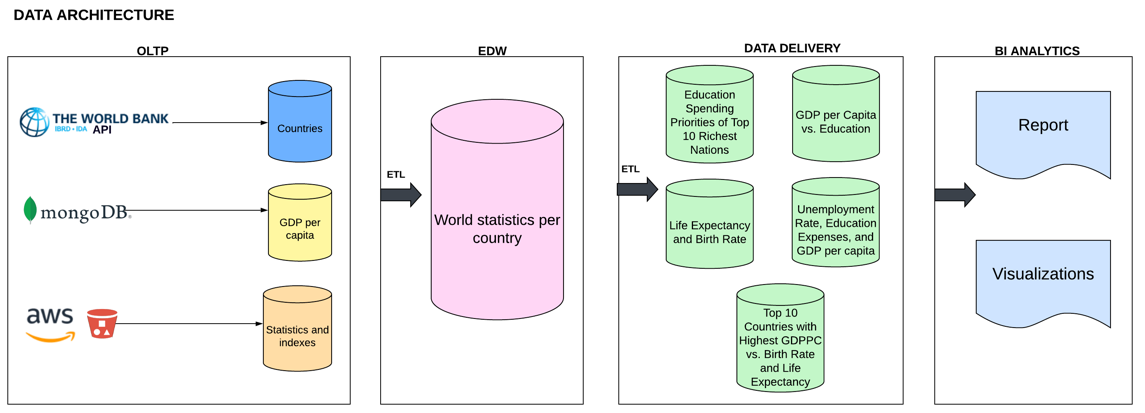 DATA ARCHITECTURE
OLTP
THE WORLD BANK
IBRD • IDA API
Countries
mongoDB®
GDP per
capita
aws
Statistics and
indexes
EDW
ETL
World statistics per
country
DATA DELIVERY
ETL
Education
Spending
Priorities of Top
10 Richest
Nations
GDP per Capita
vs. Education
Life Expectancy
and Birth Rate
Unemployment
Rate, Education
Expenses, and
GDP per capita
Top 10
Countries with
Highest GDPPC
vs. Birth Rate
and Life
Expectancy
BI ANALYTICS
Report
Visualizations